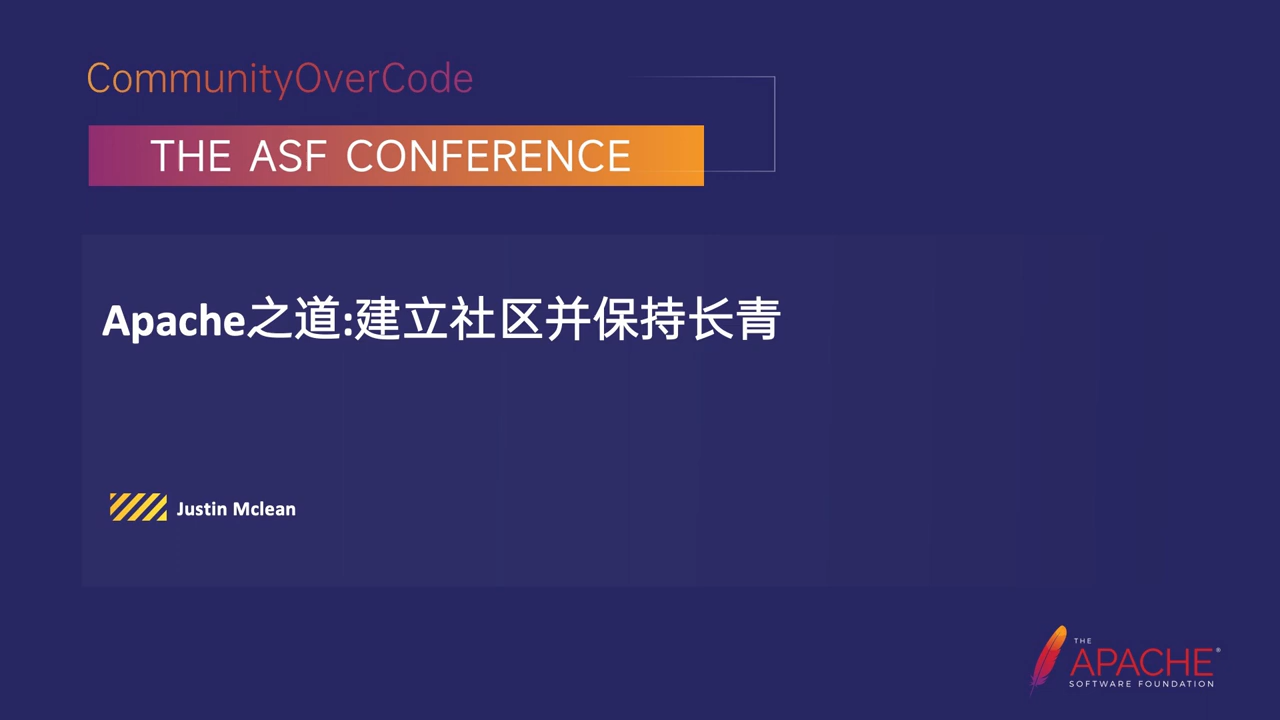 CommunityOverCode
THE ASF CONFERENCE
Apache之道:建立社区并保持长青
Justin Mclean
THE
APACHE®
SOFTWARE FOUNDATION